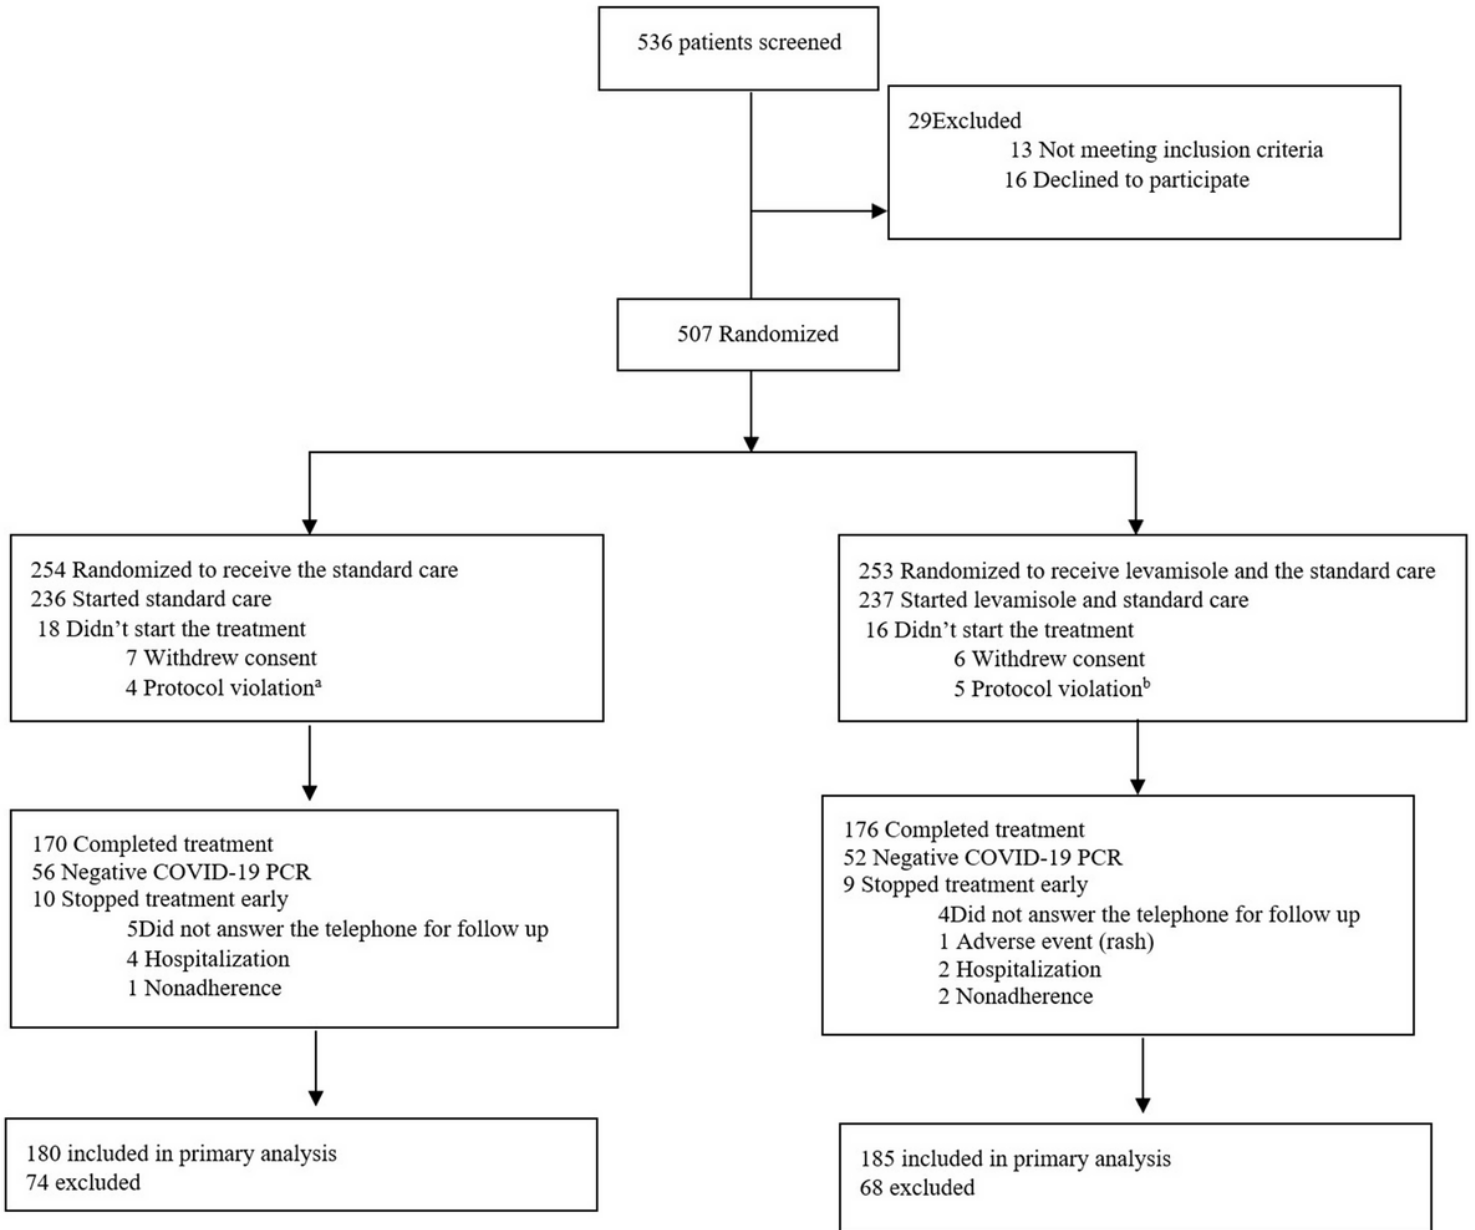 536 patients screened
29Excluded
13 Not meeting inclusion criteria
16 Declined to participate
507 Randomized
254 Randomized to receive the standard care
236 Started standard care
18 Didn’t start the treatment
7 Withdrew consent
4 Protocol violationᵃ
253 Randomized to receive levamisole and the standard care
237 Started levamisole and standard care
16 Didn’t start the treatment
6 Withdrew consent
5 Protocol violationᵇ
170 Completed treatment
56 Negative COVID-19 PCR
10 Stopped treatment early
5Did not answer the telephone for follow up
4 Hospitalization
1 Nonadherence
176 Completed treatment
52 Negative COVID-19 PCR
9 Stopped treatment early
4Did not answer the telephone for follow up
1 Adverse event (rash)
2 Hospitalization
2 Nonadherence
180 included in primary analysis
74 excluded
185 included in primary analysis
68 excluded